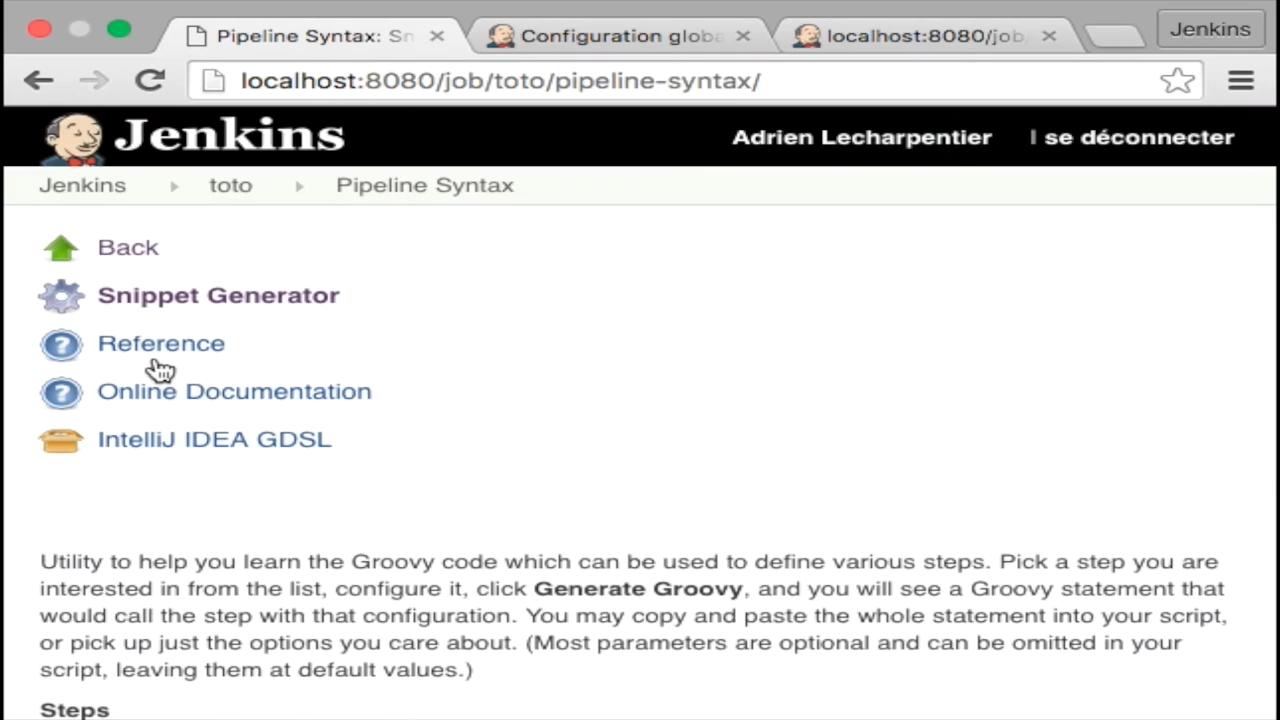 Pipeline Syntax: Sn
Configuration globa
localhost:8080/job,
Jenkins
localhost:8080/job/toto/pipeline-syntax/
Jenkins
Adrien Lecharpentier
se déconnecter
Jenkins
toto
Pipeline Syntax
Back
Snippet Generator
Reference
Online Documentation
IntelliJ IDEA GDSL
Utility to help you learn the Groovy code which can be used to define various steps. Pick a step you are
interested in from the list, configure it, click Generate Groovy, and you will see a Groovy statement that
would call the step with that configuration. You may copy and paste the whole statement into your script,
or pick up just the options you care about. (Most parameters are optional and can be omitted in your
script, leaving them at default values.)
Steps